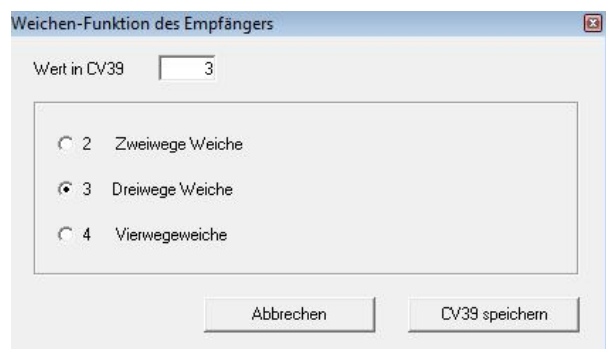 Weichen-Funktion des Empfängers
Wert in CV39 3
2 Zweiwege Weiche
3 Dreiwege Weiche
4 Vierwegeweiche
Abbrechen CV39 speichern